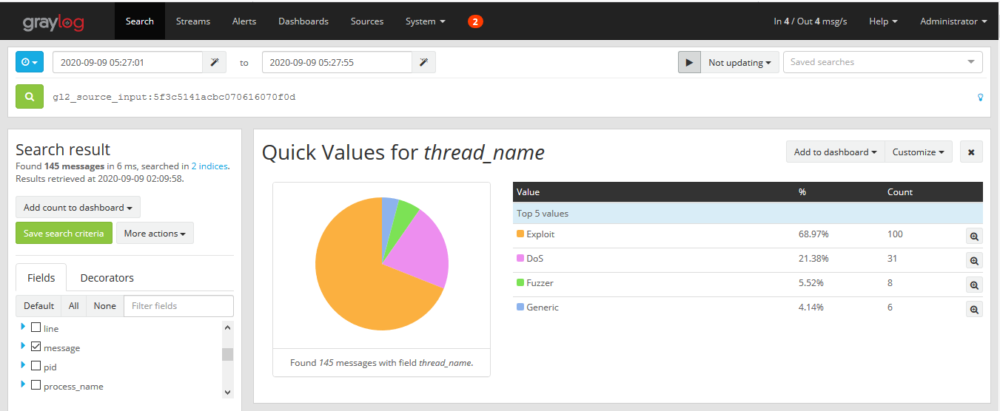 graylog Search Streams Alerts Dashboards Sources System 2 In 4 / Out 4 msg/s Help Administrator
2020-09-09 05:27:01 to 2020-09-09 05:27:55 Not updating Saved searches
gl2_source_input:5f3c5141acbc070616070f0d
Search result
Found 145 messages in 6 ms, searched in 2 indices.
Results retrieved at 2020-09-09 02:09:58.
Add count to dashboard
Save search criteria More actions
Fields Decorators
Default All None Filter fields
line
message
pid
process_name
Quick Values for thread_name
Add to dashboard Customize
Found 145 messages with field thread_name.
Value % Count
Top 5 values
Exploit 68.97% 100
DoS 21.38% 31
Fuzzer 5.52% 8
Generic 4.14% 6